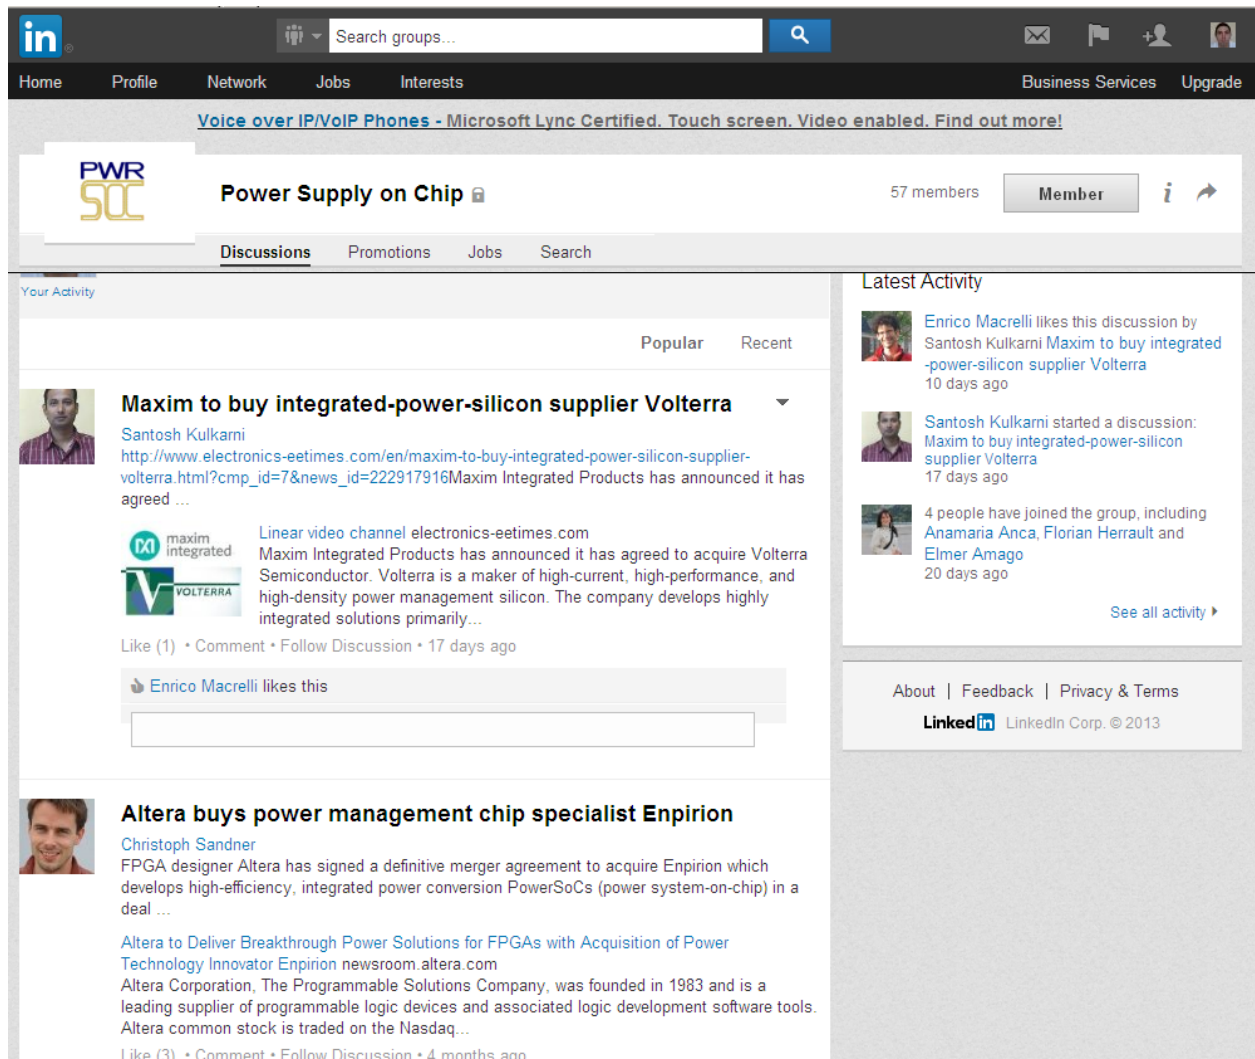 in
Search groups...
Home Profile Network Jobs Interests Business Services Upgrade
Voice over IP/VoIP Phones - Microsoft Lync Certified. Touch screen. Video enabled. Find out more!
PWR
SOC
Power Supply on Chip
57 members
Member
i
Discussions Promotions Jobs Search
Your Activity
Popular Recent
Maxim to buy integrated-power-silicon supplier Volterra
Santosh Kulkarni
http://www.electronics-eetimes.com/en/maxim-to-buy-integrated-power-silicon-supplier-
volterra.html?cmp_id=7&news_id=222917916Maxim Integrated Products has announced it has
agreed ...
maxim
integrated
VOLTERRA
Linear video channel electronics-eetimes.com
Maxim Integrated Products has announced it has agreed to acquire Volterra
Semiconductor. Volterra is a maker of high-current, high-performance, and
high-density power management silicon. The company develops highly
integrated solutions primarily...
Like (1) • Comment • Follow Discussion • 17 days ago
Enrico Macrelli likes this
Altera buys power management chip specialist Enpirion
Christoph Sandner
FPGA designer Altera has signed a definitive merger agreement to acquire Enpirion which
develops high-efficiency, integrated power conversion PowerSoCs (power system-on-chip) in a
deal ...
Altera to Deliver Breakthrough Power Solutions for FPGAs with Acquisition of Power
Technology Innovator Enpirion newsroom.altera.com
Altera Corporation, The Programmable Solutions Company, was founded in 1983 and is a
leading supplier of programmable logic devices and associated logic development software tools.
Altera common stock is traded on the Nasdaq...
Like (3) • Comment • Follow Discussion • 4 months ago
Latest Activity
Enrico Macrelli likes this discussion by
Santosh Kulkarni Maxim to buy integrated
-power-silicon supplier Volterra
10 days ago
Santosh Kulkarni started a discussion:
Maxim to buy integrated-power-silicon
supplier Volterra
17 days ago
4 people have joined the group, including
Anamaria Anca, Florian Herrault and
Elmer Amago
20 days ago
See all activity
About | Feedback | Privacy & Terms
Linked in LinkedIn Corp. © 2013